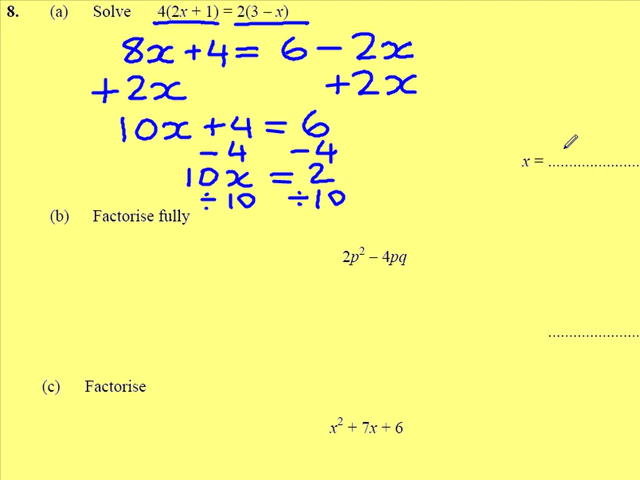 8. (a) Solve 4(2x + 1) = 2(3 – x)
8x + 4 = 6 – 2x
+ 2x + 2x
10x + 4 = 6
– 4 – 4
10x = 2
÷ 10 ÷ 10
x = ......................
(b) Factorise fully
2p² – 4pq
......................
(c) Factorise
x² + 7x + 6